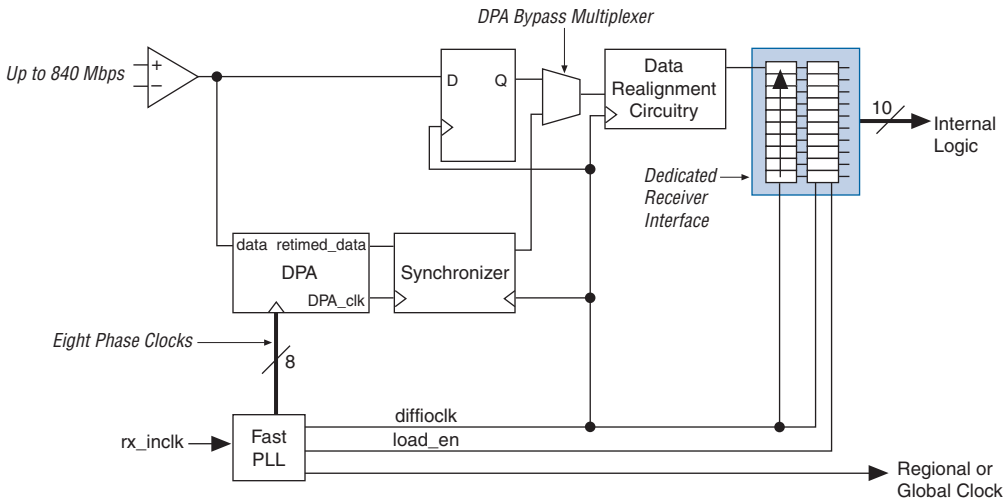 DPA Bypass Multiplexer
Up to 840 Mbps
+
−
D
Q
Data
Realignment
Circuitry
10
Internal
Logic
Dedicated
Receiver
Interface
data
retimed_data
DPA
DPA_clk
Synchronizer
Eight Phase Clocks
8
rx_inclk
Fast
PLL
diffioclk
load_en
Regional or
Global Clock